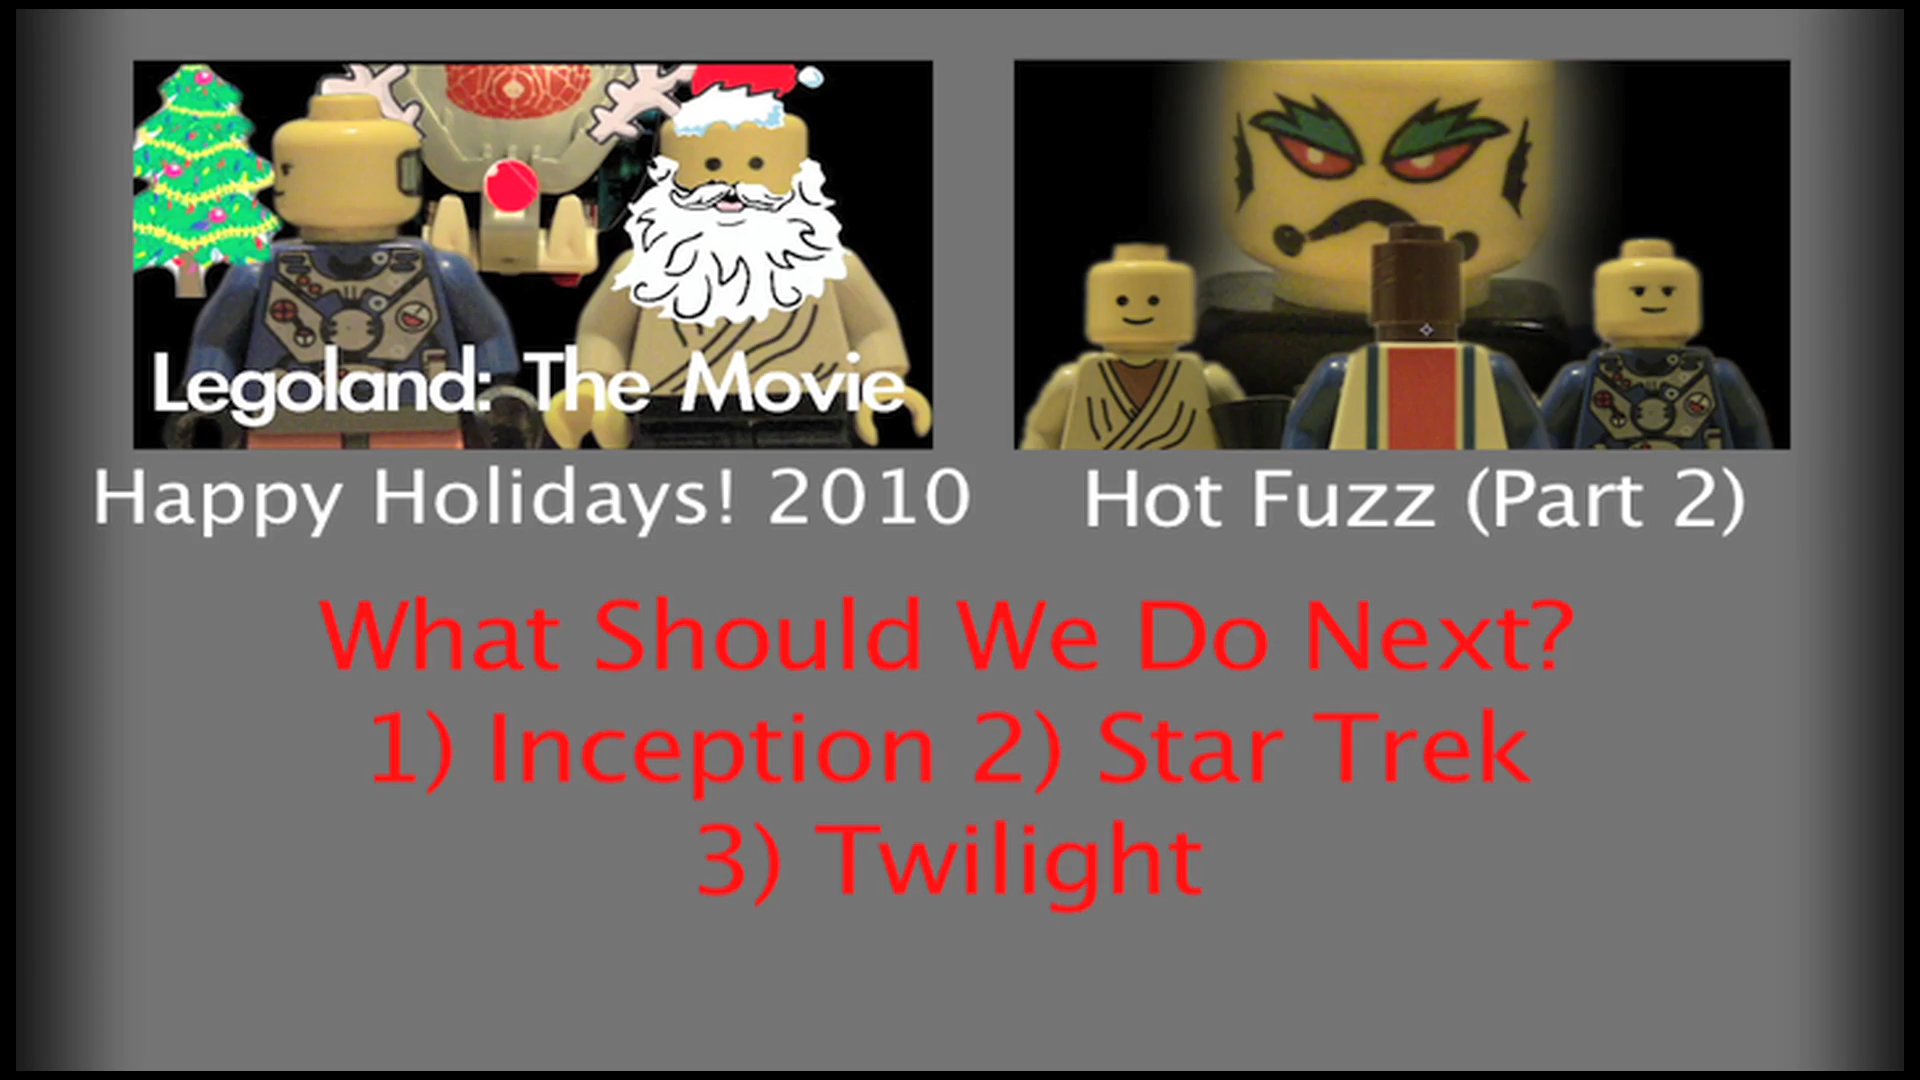 Legoland: The Movie
Happy Holidays! 2010
Hot Fuzz (Part 2)
What Should We Do Next?
1) Inception 2) Star Trek
3) Twilight